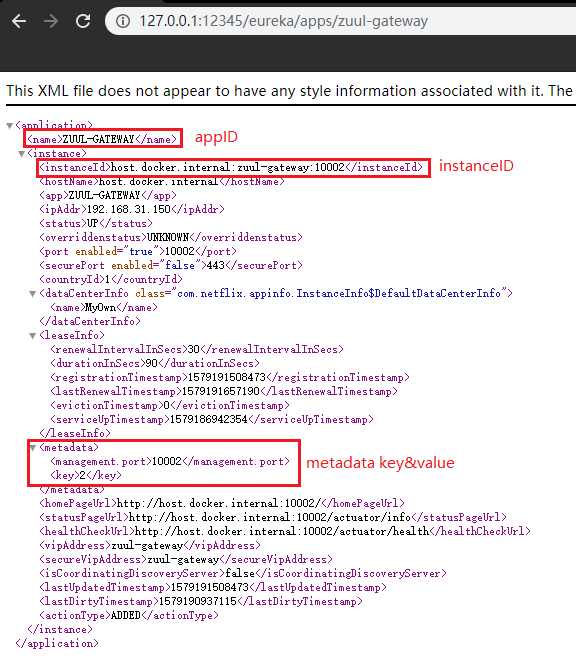 127.0.0.1:12345/eureka/apps/zuul-gateway
This XML file does not appear to have any style information associated with it. The
<application>
<name>ZUUL-GATEWAY</name> appID
<instance>
<instanceId>host.docker.internal:zuul-gateway:10002</instanceId> instanceID
<hostName>host.docker.internal</hostName>
<app>ZUUL-GATEWAY</app>
<ipAddr>192.168.31.150</ipAddr>
<status>UP</status>
<overriddenstatus>UNKNOWN</overriddenstatus>
<port enabled="true">10002</port>
<securePort enabled="false">443</securePort>
<countryId>1</countryId>
<dataCenterInfo class="com.netflix.appinfo.InstanceInfo$DefaultDataCenterInfo">
<name>MyOwn</name>
</dataCenterInfo>
<leaseInfo>
<renewalIntervalInSecs>30</renewalIntervalInSecs>
<durationInSecs>90</durationInSecs>
<registrationTimestamp>1579191508473</registrationTimestamp>
<lastRenewalTimestamp>1579191657190</lastRenewalTimestamp>
<evictionTimestamp>0</evictionTimestamp>
<serviceUpTimestamp>1579186942354</serviceUpTimestamp>
</leaseInfo>
<metadata>
<management.port>10002</management.port> metadata key&value
<key>2</key>
</metadata>
<homePageUrl>http://host.docker.internal:10002/</homePageUrl>
<statusPageUrl>http://host.docker.internal:10002/actuator/info</statusPageUrl>
<healthCheckUrl>http://host.docker.internal:10002/actuator/health</healthCheckUrl>
<vipAddress>zuul-gateway</vipAddress>
<secureVipAddress>zuul-gateway</secureVipAddress>
<isCoordinatingDiscoveryServer>false</isCoordinatingDiscoveryServer>
<lastUpdatedTimestamp>1579191508473</lastUpdatedTimestamp>
<lastDirtyTimestamp>1579190937115</lastDirtyTimestamp>
<actionType>ADDED</actionType>
</instance>
</application>